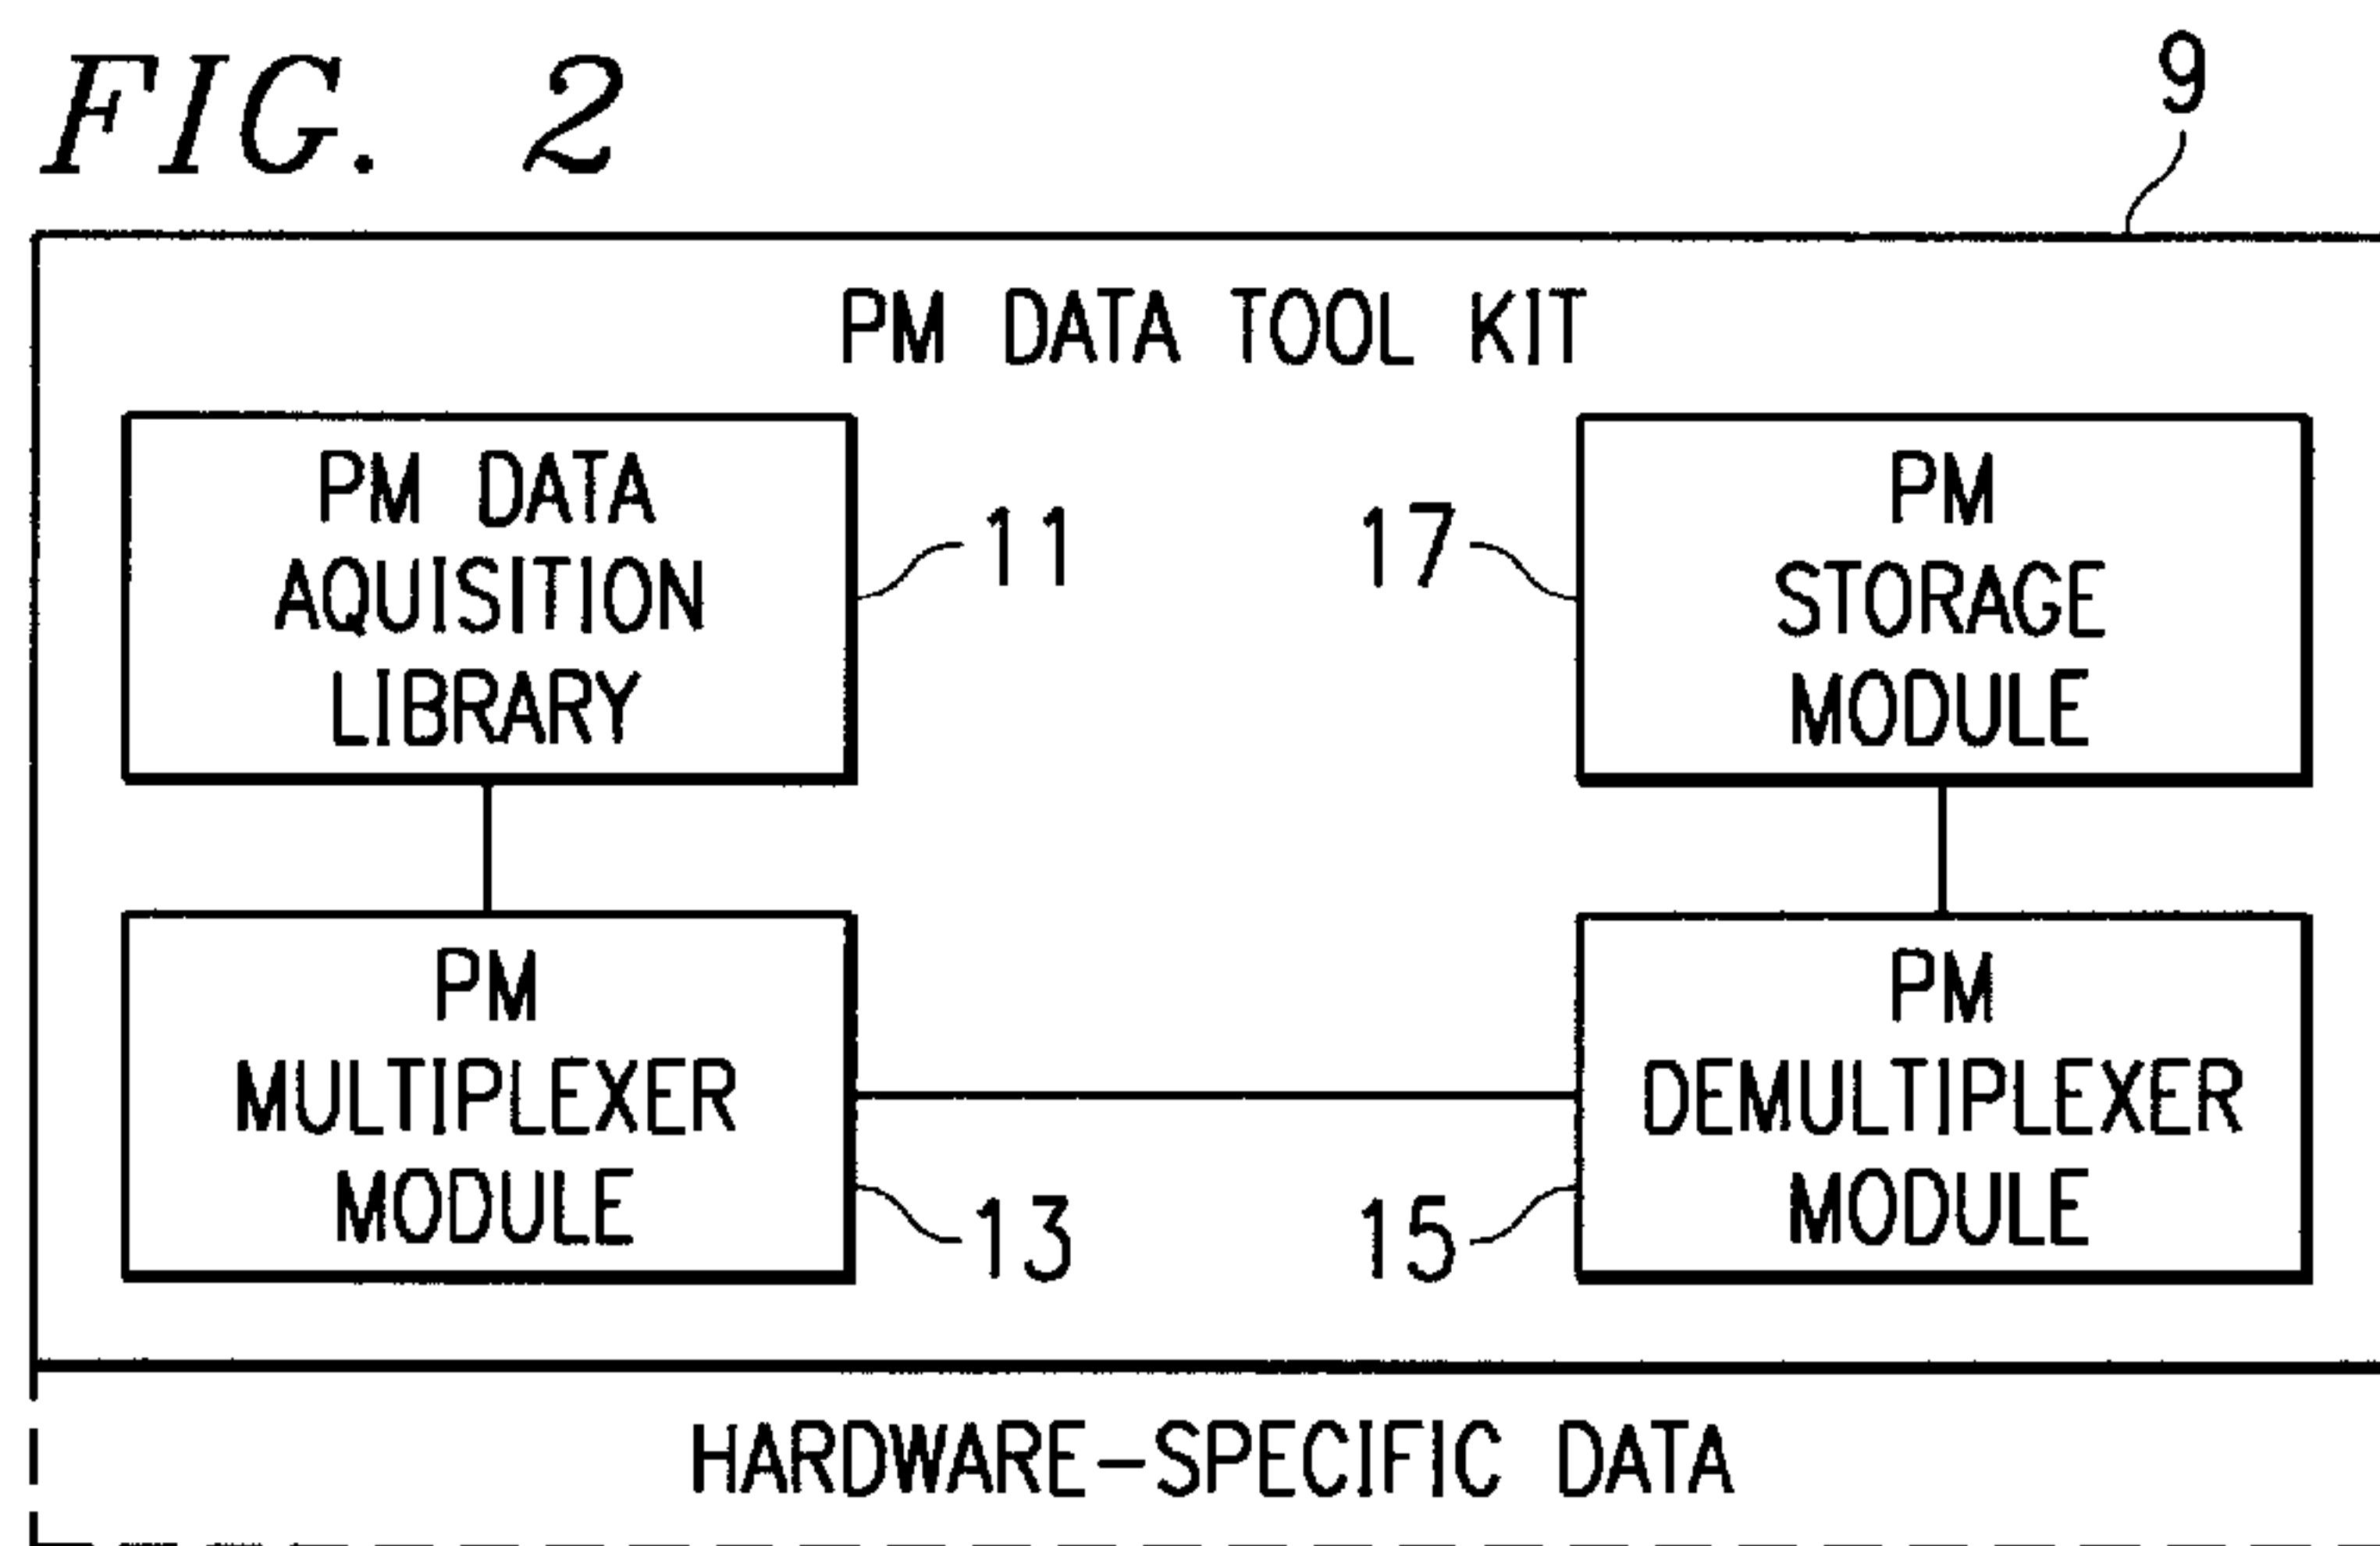 FIG. 2
9
PM DATA TOOL KIT
PM DATA
AQUISITION
LIBRARY
11
17
PM
STORAGE
MODULE
PM
MULTIPLEXER
MODULE
13
15
PM
DEMULTIPLEXER
MODULE
HARDWARE-SPECIFIC DATA